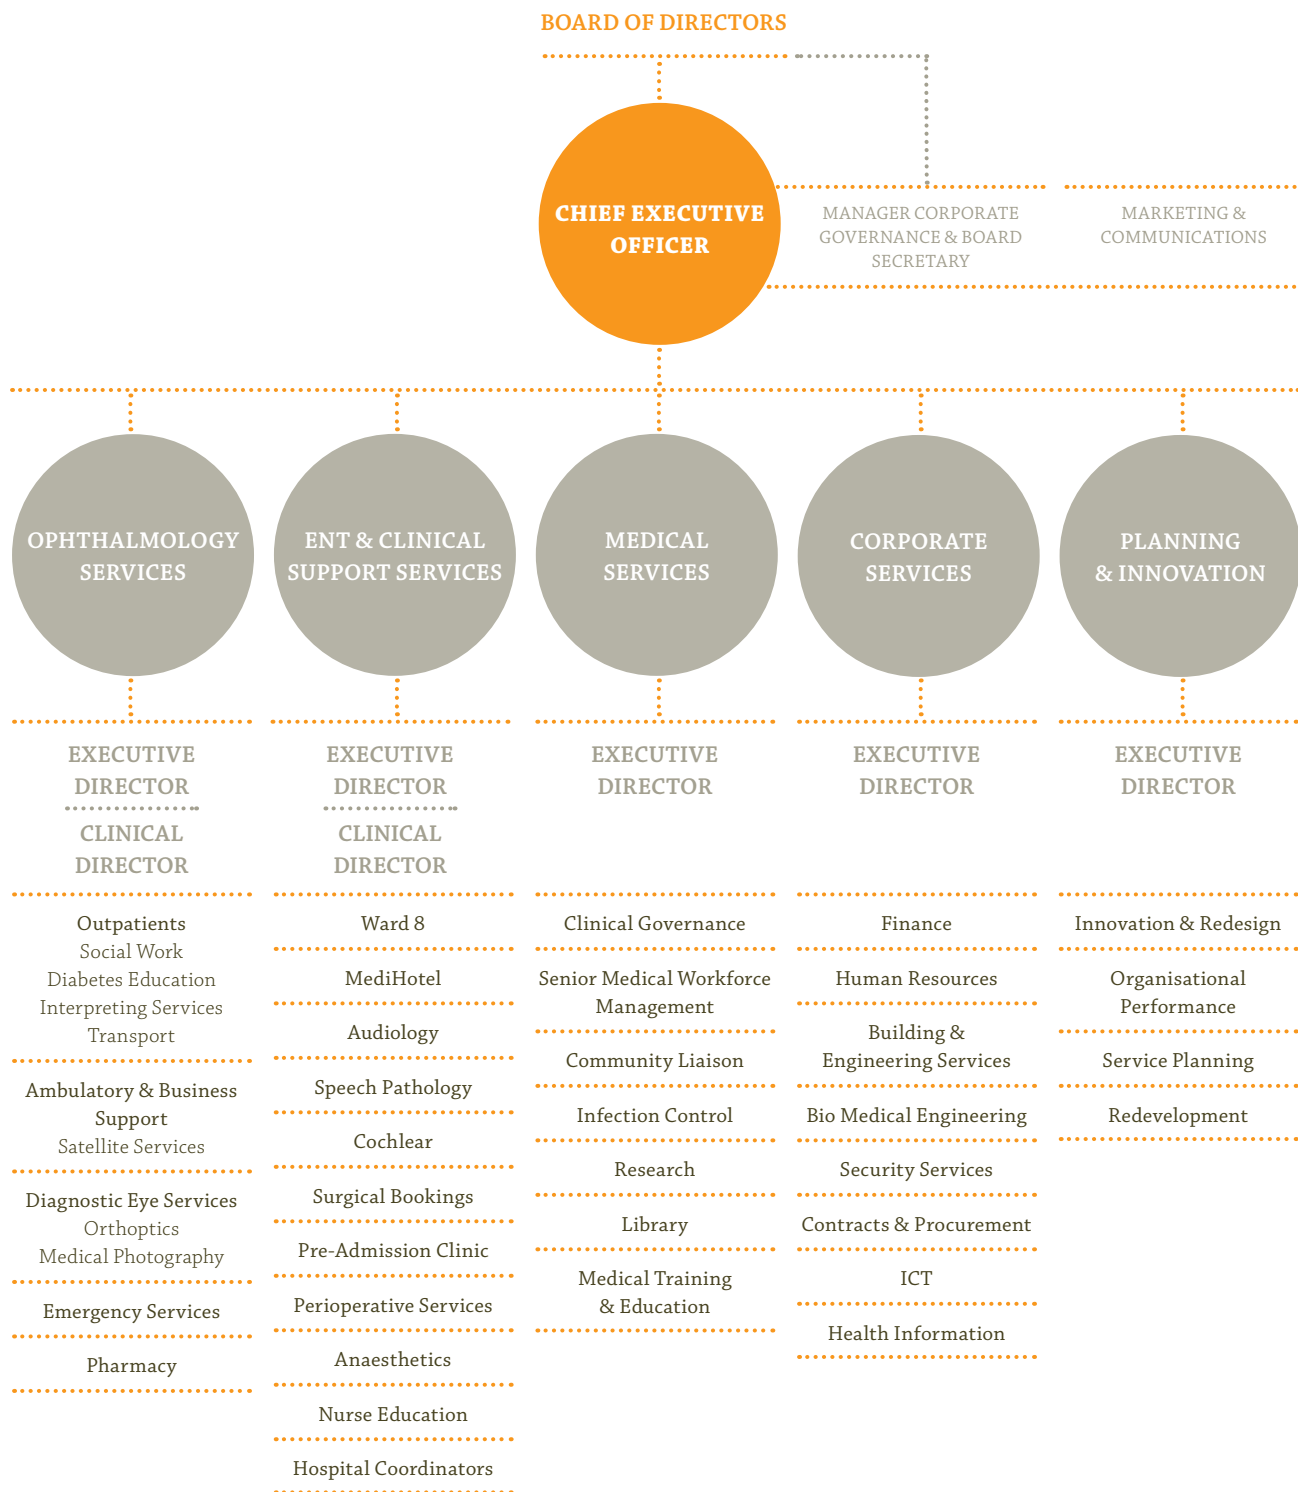 BOARD OF DIRECTORS
CHIEF EXECUTIVE
OFFICER
MANAGER CORPORATE
GOVERNANCE & BOARD
SECRETARY
MARKETING &
COMMUNICATIONS
OPHTHALMOLOGY
SERVICES
ENT & CLINICAL
SUPPORT SERVICES
MEDICAL
SERVICES
CORPORATE
SERVICES
PLANNING
& INNOVATION
EXECUTIVE
DIRECTOR
CLINICAL
DIRECTOR
Outpatients
Social Work
Diabetes Education
Interpreting Services
Transport
Ambulatory & Business
Support
Satellite Services
Diagnostic Eye Services
Orthoptics
Medical Photography
Emergency Services
Pharmacy
EXECUTIVE
DIRECTOR
CLINICAL
DIRECTOR
Ward 8
MediHotel
Audiology
Speech Pathology
Cochlear
Surgical Bookings
Pre-Admission Clinic
Perioperative Services
Anaesthetics
Nurse Education
Hospital Coordinators
EXECUTIVE
DIRECTOR
Clinical Governance
Senior Medical Workforce
Management
Community Liaison
Infection Control
Research
Library
Medical Training
& Education
EXECUTIVE
DIRECTOR
Finance
Human Resources
Building &
Engineering Services
Bio Medical Engineering
Security Services
Contracts & Procurement
ICT
Health Information
EXECUTIVE
DIRECTOR
Innovation & Redesign
Organisational
Performance
Service Planning
Redevelopment